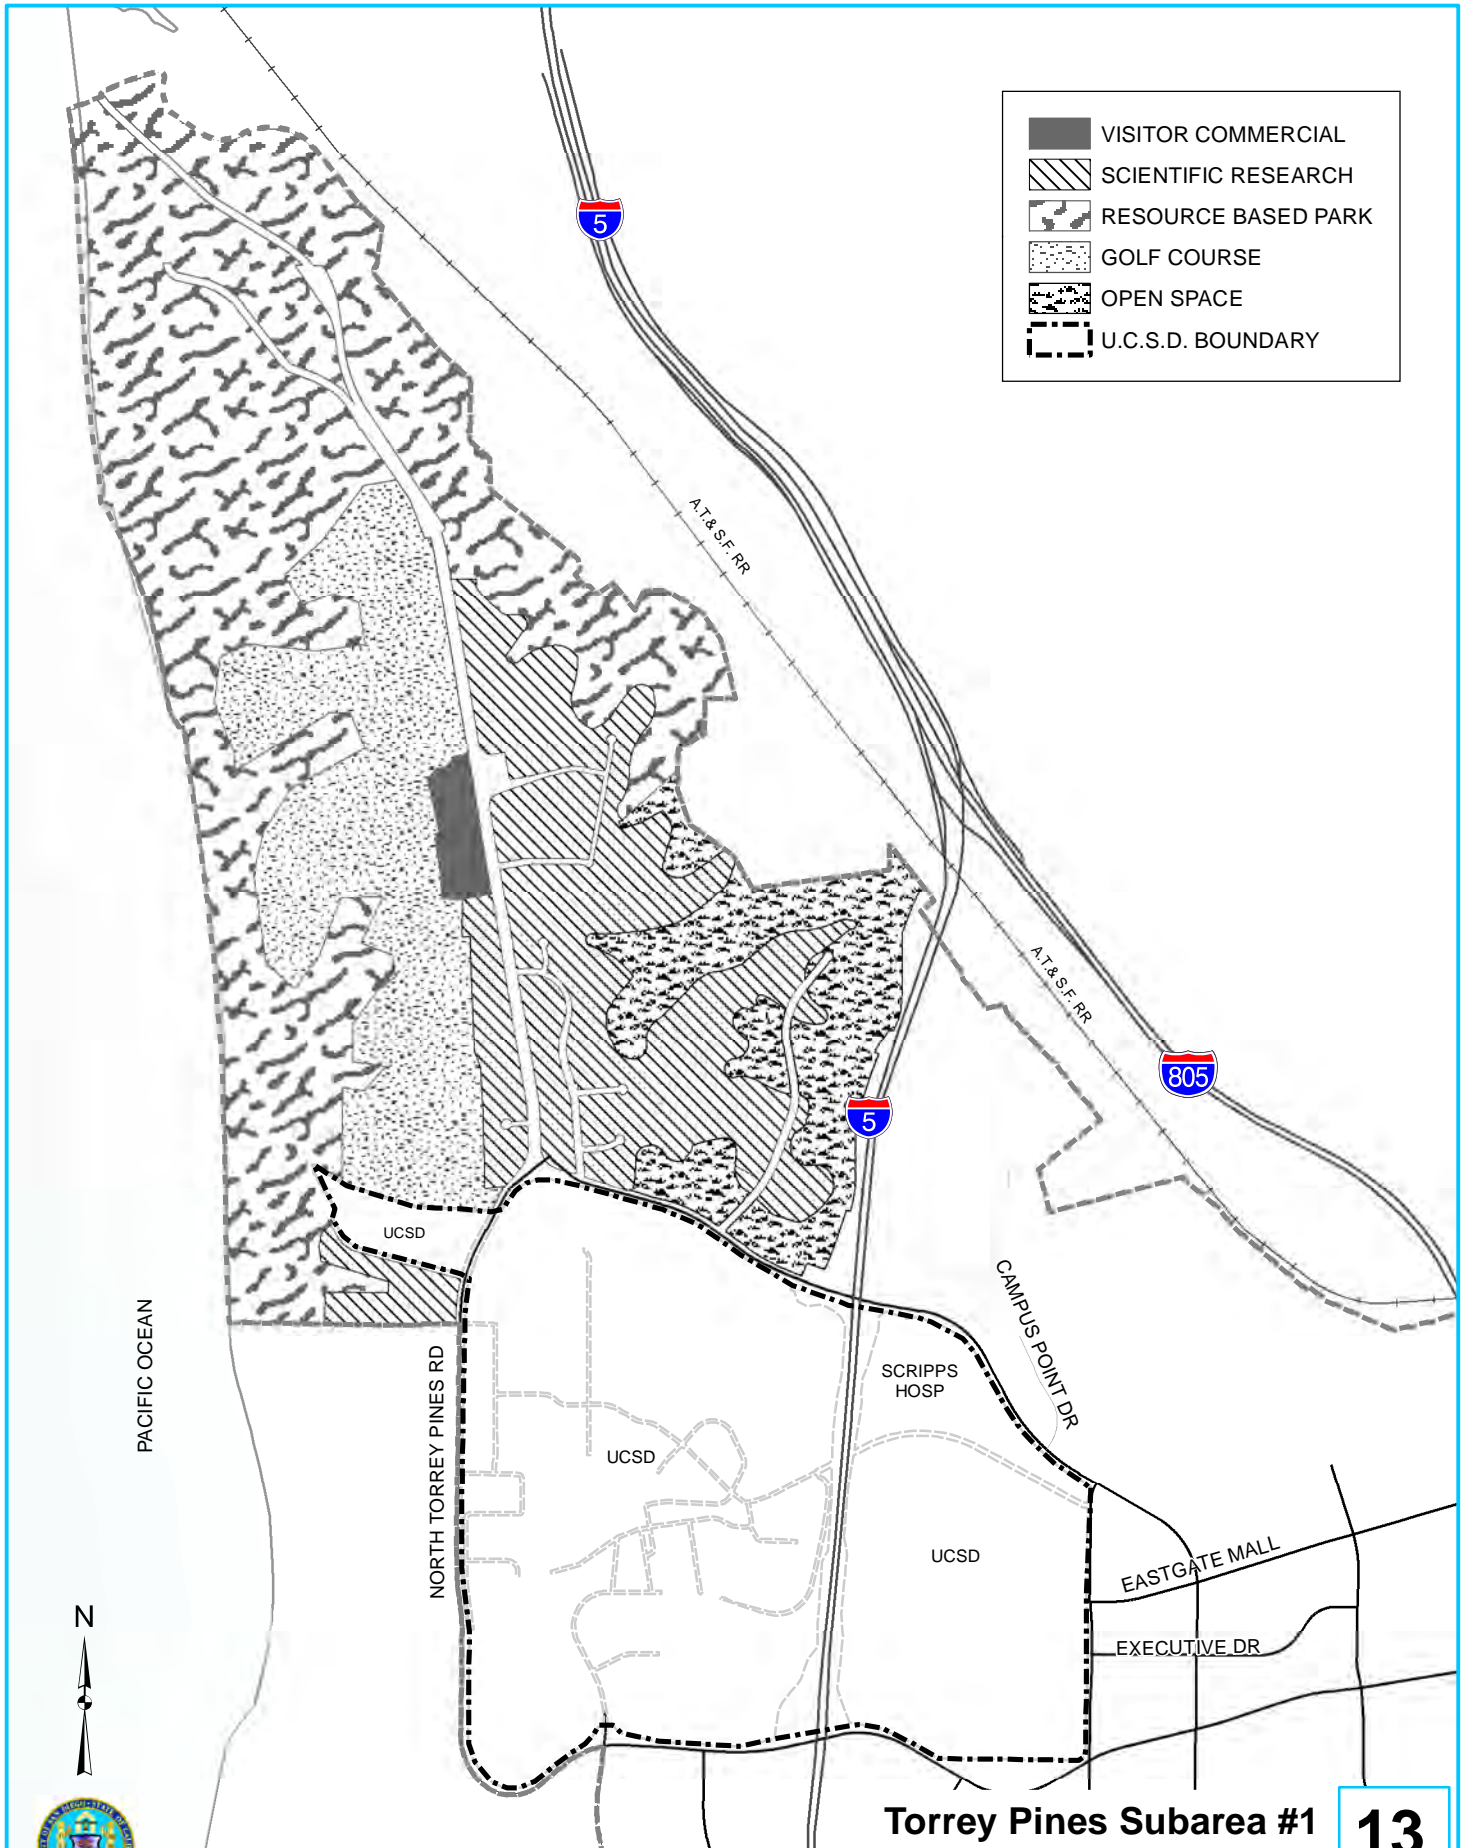 VISITOR COMMERCIAL
SCIENTIFIC RESEARCH
RESOURCE BASED PARK
GOLF COURSE
OPEN SPACE
U.C.S.D. BOUNDARY
5
A.T.& S.F. RR
A.T.& S.F. RR
805
5
UCSD
PACIFIC OCEAN
NORTH TORREY PINES RD
CAMPUS POINT DR
SCRIPPS
HOSP
UCSD
UCSD
EASTGATE MALL
EXECUTIVE DR
N
Torrey Pines Subarea #1
13